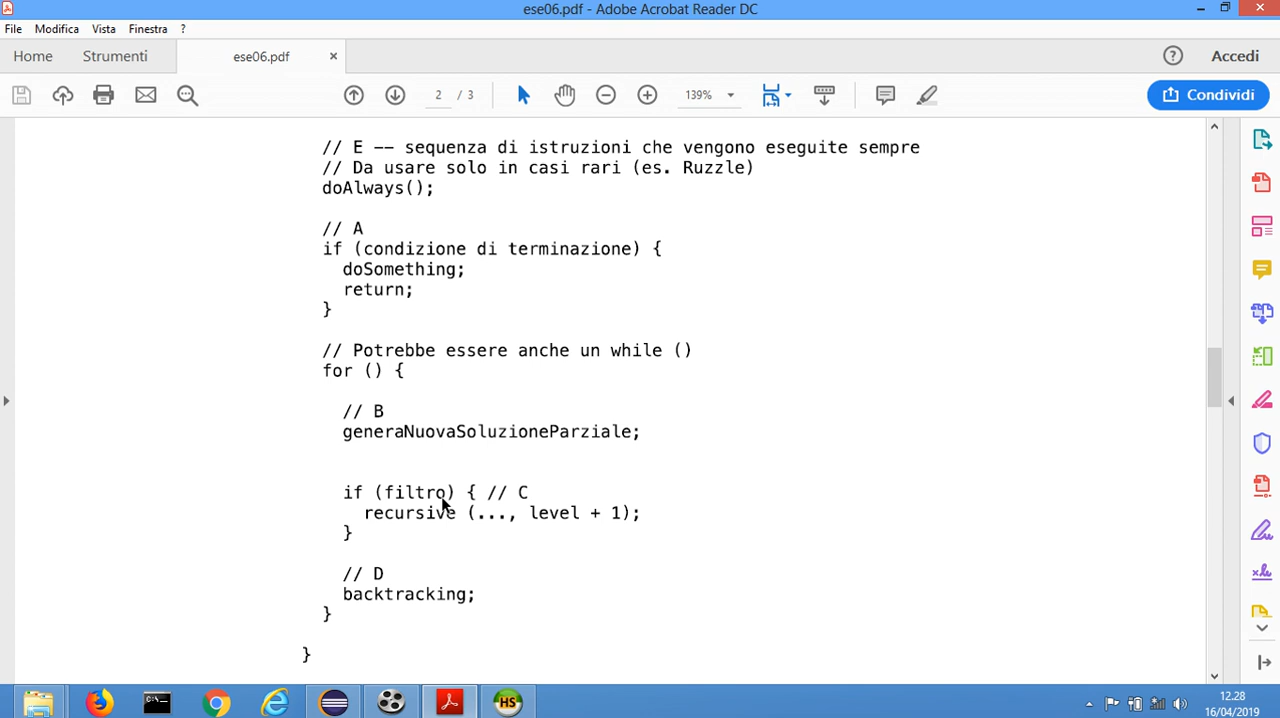 ese06.pdf - Adobe Acrobat Reader DC
File Modifica Vista Finestra ?
Home Strumenti ese06.pdf × Accedi
2 / 3 139% Condividi
// E -- sequenza di istruzioni che vengono eseguite sempre
// Da usare solo in casi rari (es. Ruzzle)
doAlways();
// A
if (condizione di terminazione) {
doSomething;
return;
}
// Potrebbe essere anche un while ()
for () {
// B
generaNuovaSoluzioneParziale;
if (filtro) { // C
recursive (..., level + 1);
}
// D
backtracking;
}
}
HS
12.28
16/04/2019